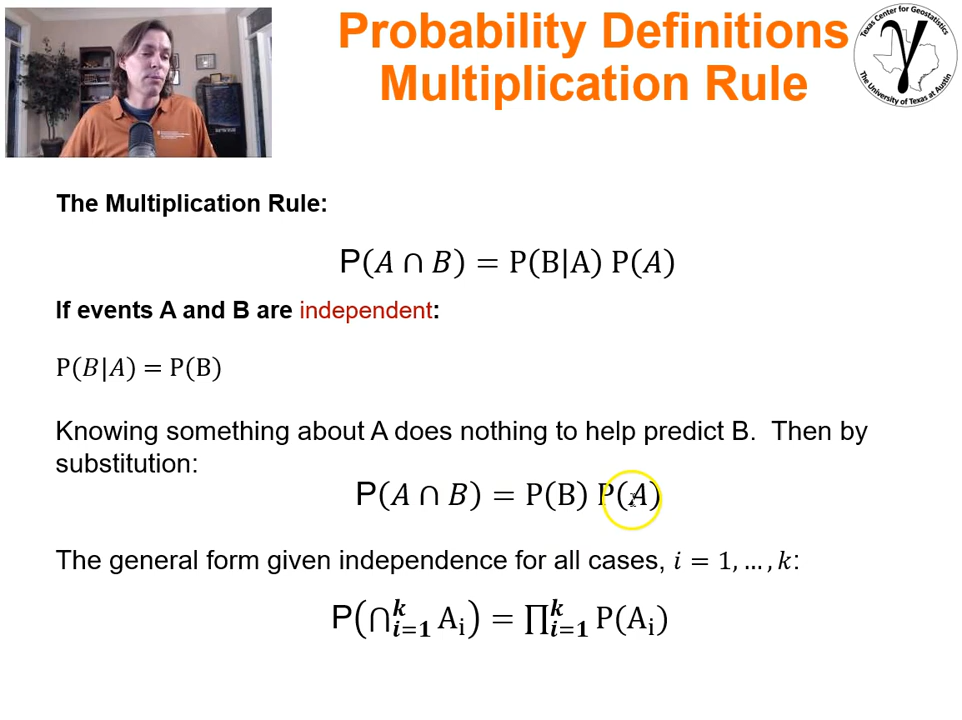 Probability Definitions
Multiplication Rule
Texas Center for Geostatistics
γ
The University of Texas at Austin
The Multiplication Rule:
P(A ∩ B) = P(B|A) P(A)
If events A and B are independent:
P(B|A) = P(B)
Knowing something about A does nothing to help predict B. Then by
substitution:
P(A ∩ B) = P(B) P(A)
The general form given independence for all cases, i = 1, … , k:
P(⋂ᵏᵢ₌₁ Aᵢ) = ∏ᵏᵢ₌₁ P(Aᵢ)